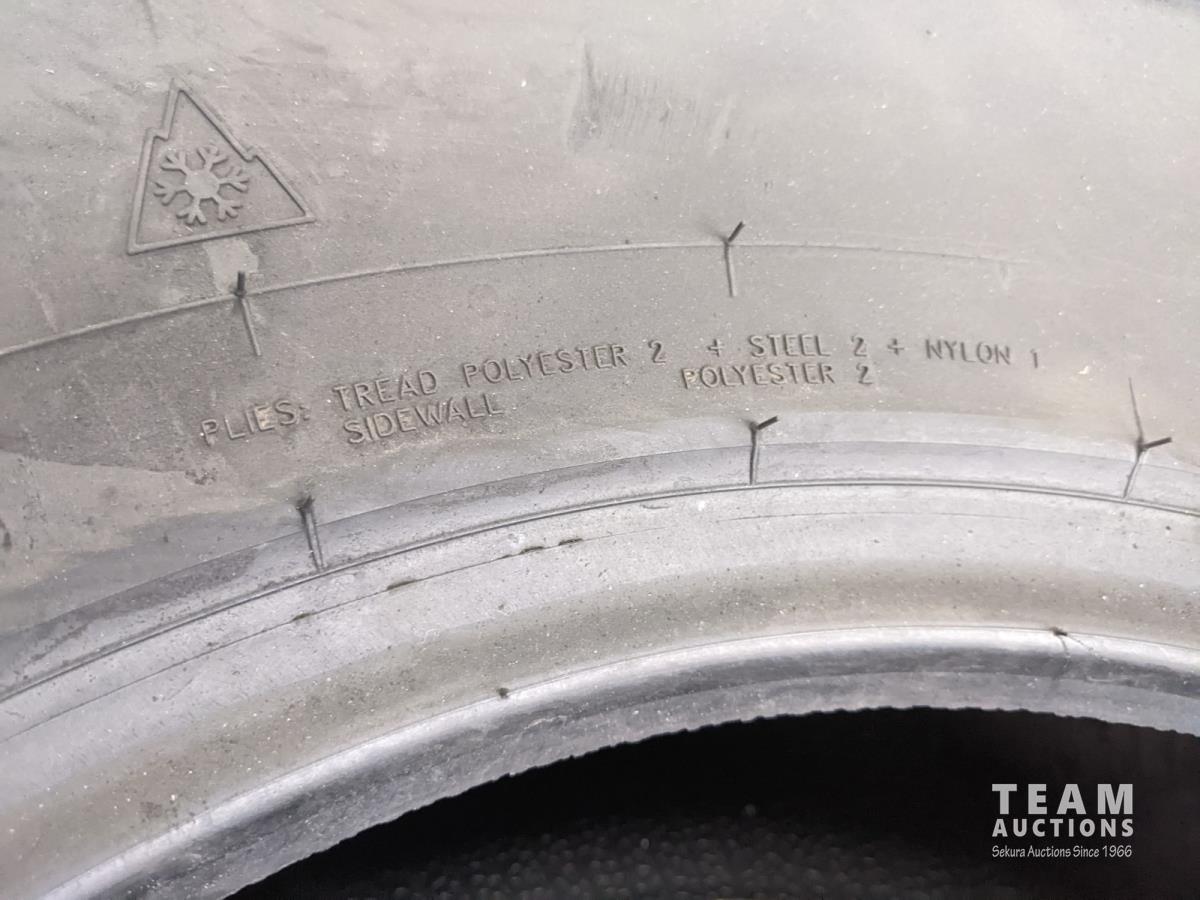 PLIES: TREAD POLYESTER 2 + STEEL 2 + NYLON 1
SIDEWALL POLYESTER 2
TEAM
AUCTIONS
Sekura Auctions Since 1966